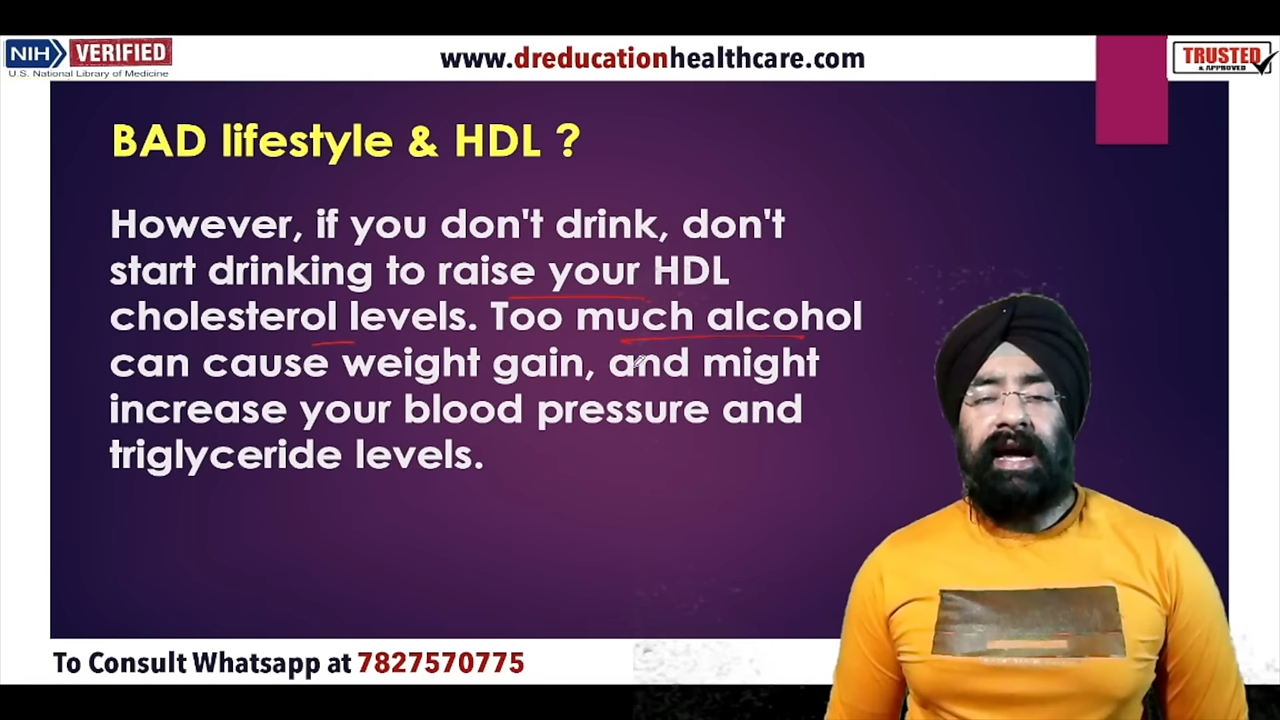 NIH VERIFIED
U.S. National Library of Medicine
www.dreducationhealthcare.com
TRUSTED
& APPROVED
BAD lifestyle & HDL ?
However, if you don't drink, don't
start drinking to raise your HDL
cholesterol levels. Too much alcohol
can cause weight gain, and might
increase your blood pressure and
triglyceride levels.
To Consult Whatsapp at 7827570775